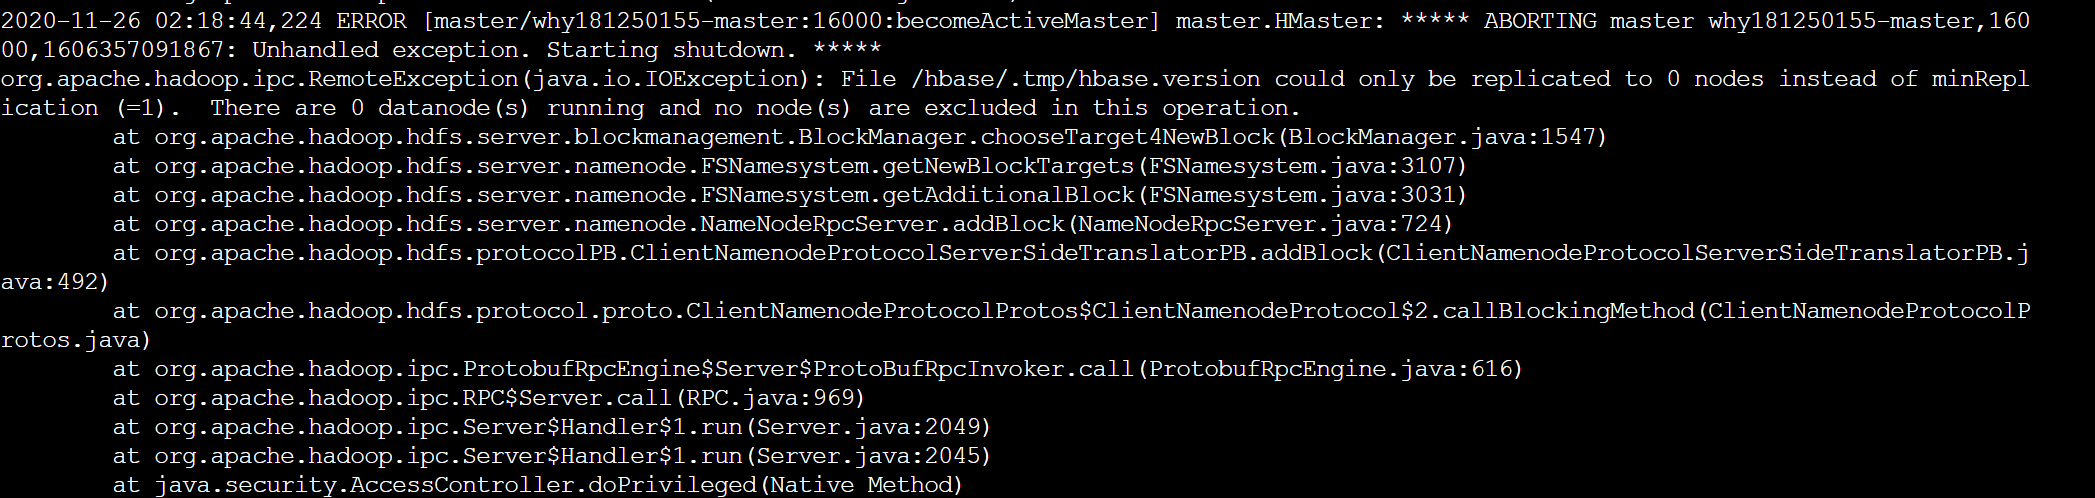 2020-11-26 02:18:44,224 ERROR [master/why181250155-master:16000:becomeActiveMaster] master.HMaster: ***** ABORTING master why181250155-master,160
00,1606357091867: Unhandled exception. Starting shutdown. *****
org.apache.hadoop.ipc.RemoteException(java.io.IOException): File /hbase/.tmp/hbase.version could only be replicated to 0 nodes instead of minRepl
ication (=1).  There are 0 datanode(s) running and no node(s) are excluded in this operation.
        at org.apache.hadoop.hdfs.server.blockmanagement.BlockManager.chooseTarget4NewBlock(BlockManager.java:1547)
        at org.apache.hadoop.hdfs.server.namenode.FSNamesystem.getNewBlockTargets(FSNamesystem.java:3107)
        at org.apache.hadoop.hdfs.server.namenode.FSNamesystem.getAdditionalBlock(FSNamesystem.java:3031)
        at org.apache.hadoop.hdfs.server.namenode.NameNodeRpcServer.addBlock(NameNodeRpcServer.java:724)
        at org.apache.hadoop.hdfs.protocolPB.ClientNamenodeProtocolServerSideTranslatorPB.addBlock(ClientNamenodeProtocolServerSideTranslatorPB.j
ava:492)
        at org.apache.hadoop.hdfs.protocol.proto.ClientNamenodeProtocolProtos$ClientNamenodeProtocol$2.callBlockingMethod(ClientNamenodeProtocolP
rotos.java)
        at org.apache.hadoop.ipc.ProtobufRpcEngine$Server$ProtoBufRpcInvoker.call(ProtobufRpcEngine.java:616)
        at org.apache.hadoop.ipc.RPC$Server.call(RPC.java:969)
        at org.apache.hadoop.ipc.Server$Handler$1.run(Server.java:2049)
        at org.apache.hadoop.ipc.Server$Handler$1.run(Server.java:2045)
        at java.security.AccessController.doPrivileged(Native Method)